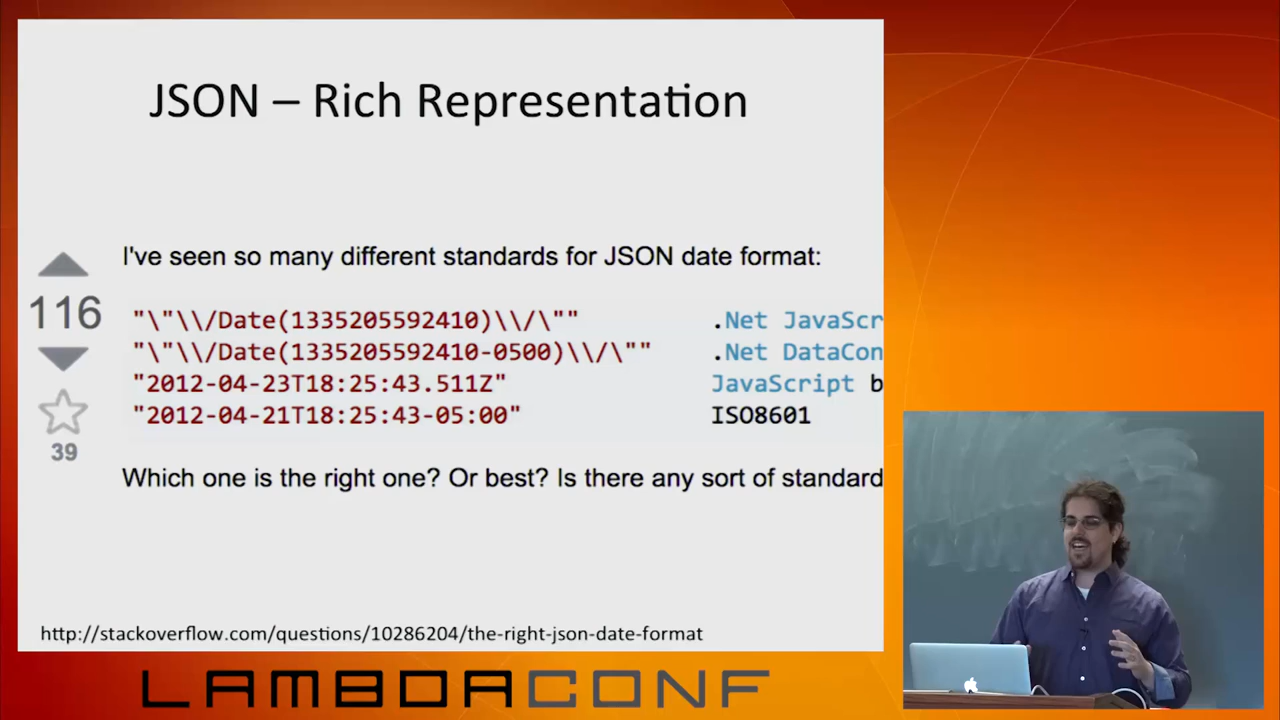 JSON – Rich Representation
I've seen so many different standards for JSON date format:
116
"\"\\/Date(1335205592410)\\/\"" .Net JavaScr
"\"\\/Date(1335205592410-0500)\\/\"" .Net DataCon
"2012-04-23T18:25:43.511Z" JavaScript b
"2012-04-21T18:25:43-05:00" ISO8601
39
Which one is the right one? Or best? Is there any sort of standard
http://stackoverflow.com/questions/10286204/the-right-json-date-format
LAMBDACONF